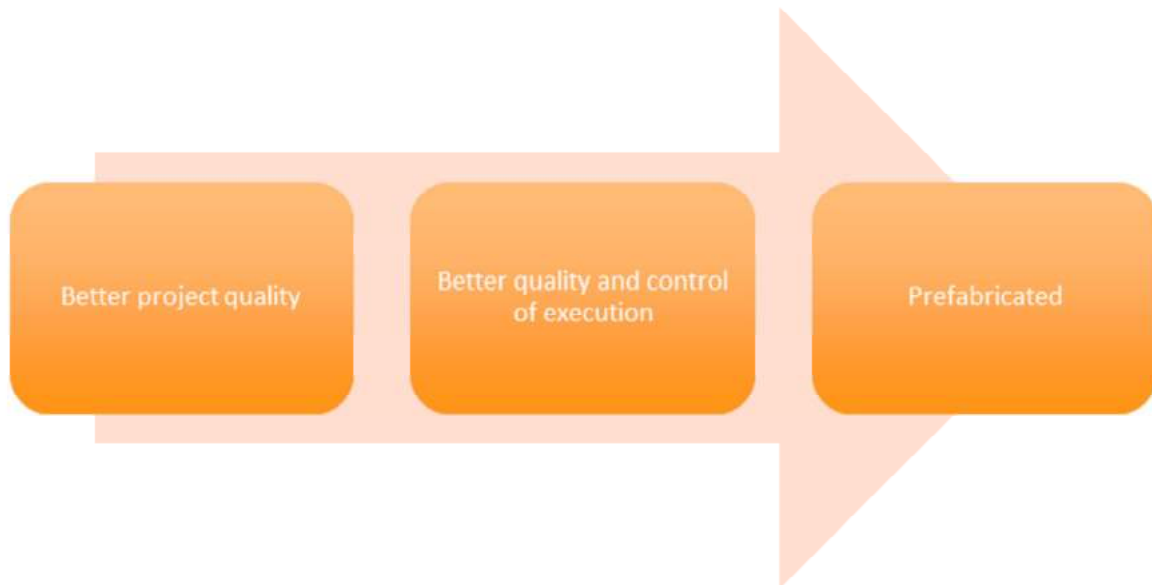 Better project quality
Better quality and control
of execution
Prefabricated